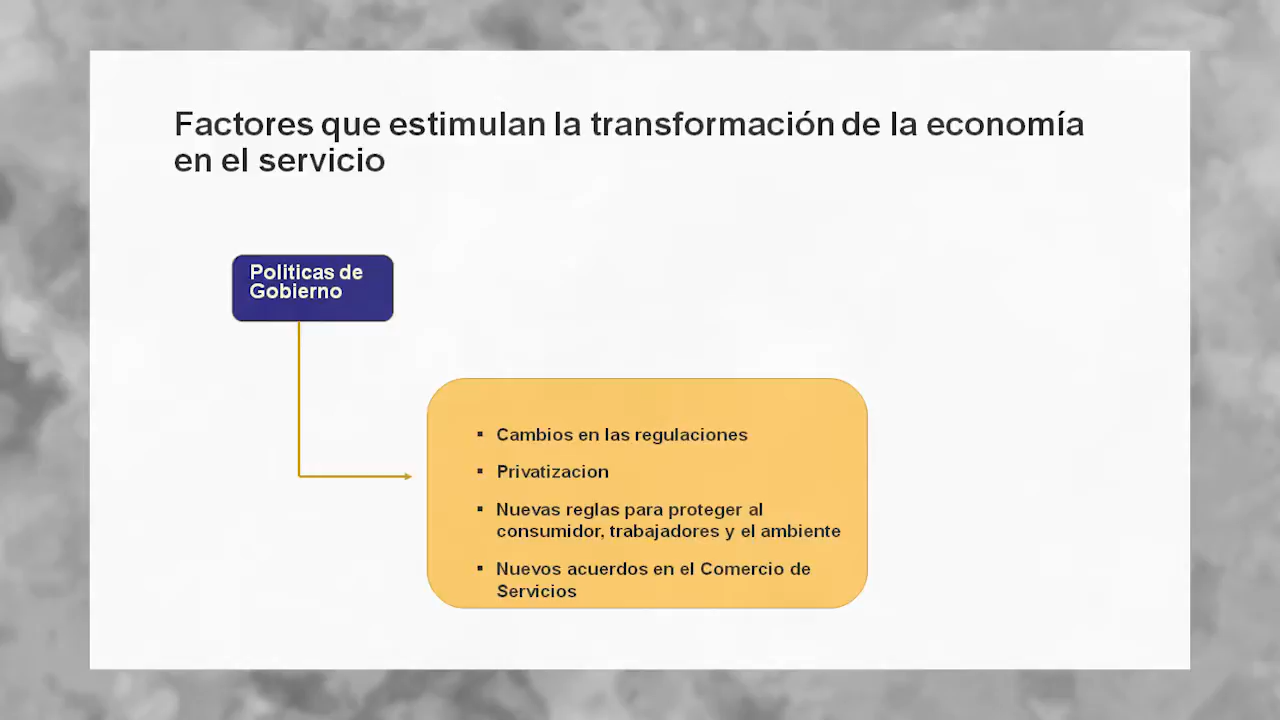 Factores que estimulan la transformación de la economía
en el servicio
Politicas de
Gobierno
▪ Cambios en las regulaciones
▪ Privatizacion
▪ Nuevas reglas para proteger al
consumidor, trabajadores y el ambiente
▪ Nuevos acuerdos en el Comercio de
Servicios